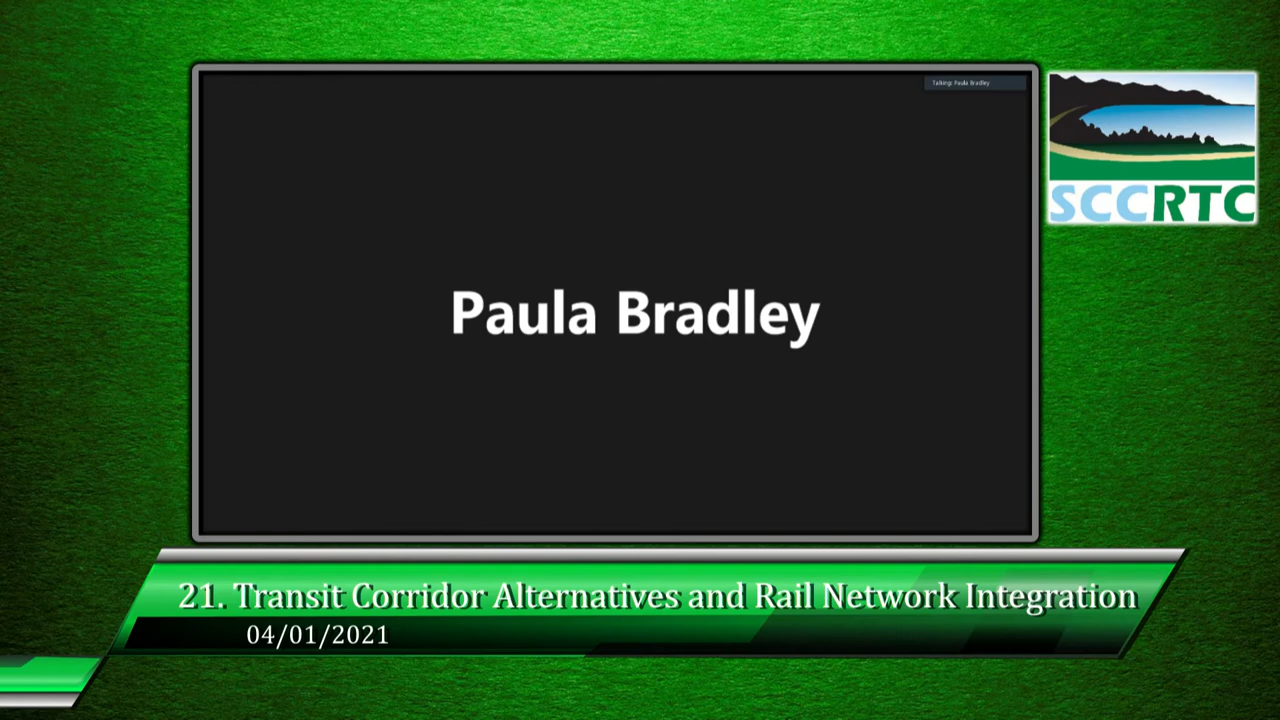 Talking: Paula Bradley
SCCRTC
Paula Bradley
21. Transit Corridor Alternatives and Rail Network Integration
04/01/2021